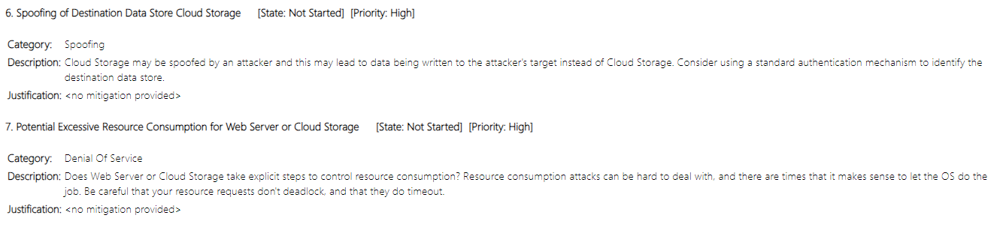 6. Spoofing of Destination Data Store Cloud Storage [State: Not Started] [Priority: High]
Category: Spoofing
Description: Cloud Storage may be spoofed by an attacker and this may lead to data being written to the attacker's target instead of Cloud Storage. Consider using a standard authentication mechanism to identify the
destination data store.
Justification: <no mitigation provided>
7. Potential Excessive Resource Consumption for Web Server or Cloud Storage [State: Not Started] [Priority: High]
Category: Denial Of Service
Description: Does Web Server or Cloud Storage take explicit steps to control resource consumption? Resource consumption attacks can be hard to deal with, and there are times that it makes sense to let the OS do the
job. Be careful that your resource requests don't deadlock, and that they do timeout.
Justification: <no mitigation provided>